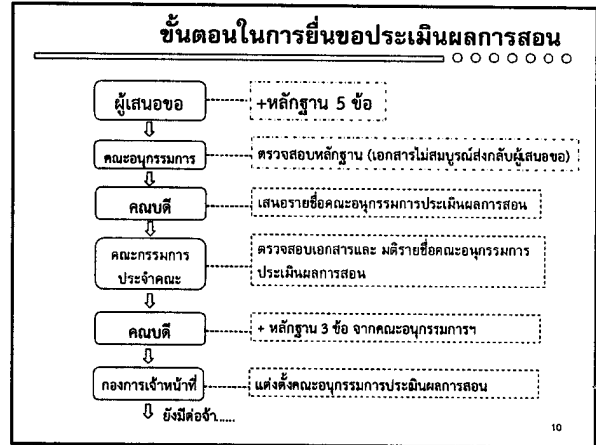 ขั้นตอนในการยื่นขอประเมินผลการสอน
ผู้เสนอขอ
+หลักฐาน 5 ข้อ
คณะอนุกรรมการ
ตรวจสอบหลักฐาน (เอกสารไม่สมบูรณ์ส่งกลับผู้เสนอขอ)
คณบดี
เสนอรายชื่อคณะอนุกรรมการประเมินผลการสอน
คณะกรรมการ
ประจำคณะ
ตรวจสอบเอกสารและ มติรายชื่อคณะอนุกรรมการ
ประเมินผลการสอน
คณบดี
+ หลักฐาน 3 ข้อ จากคณะอนุกรรมการฯ
กองการเจ้าหน้าที่
แต่งตั้งคณะอนุกรรมการประมินผลการสอน
ยังมีต่อจ้า.....
10